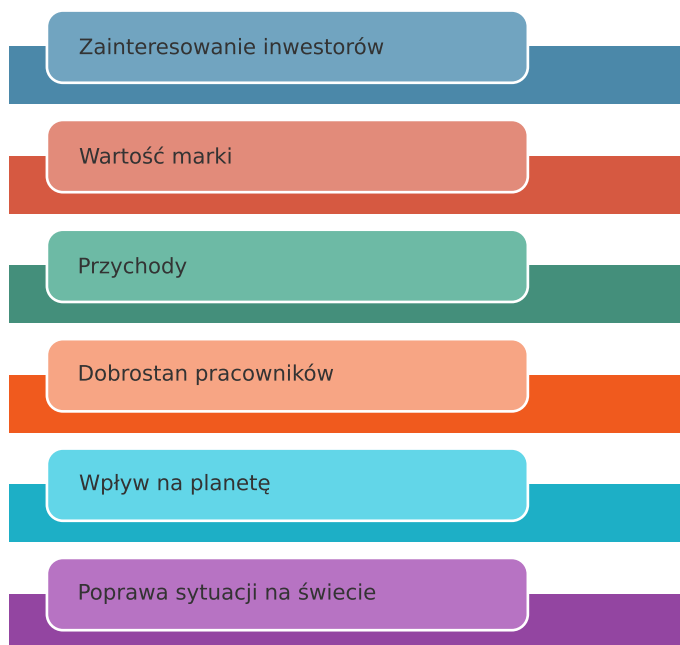 Zainteresowanie inwestorów
Wartość marki
Przychody
Dobrostan pracowników
Wpływ na planetę
Poprawa sytuacji na świecie